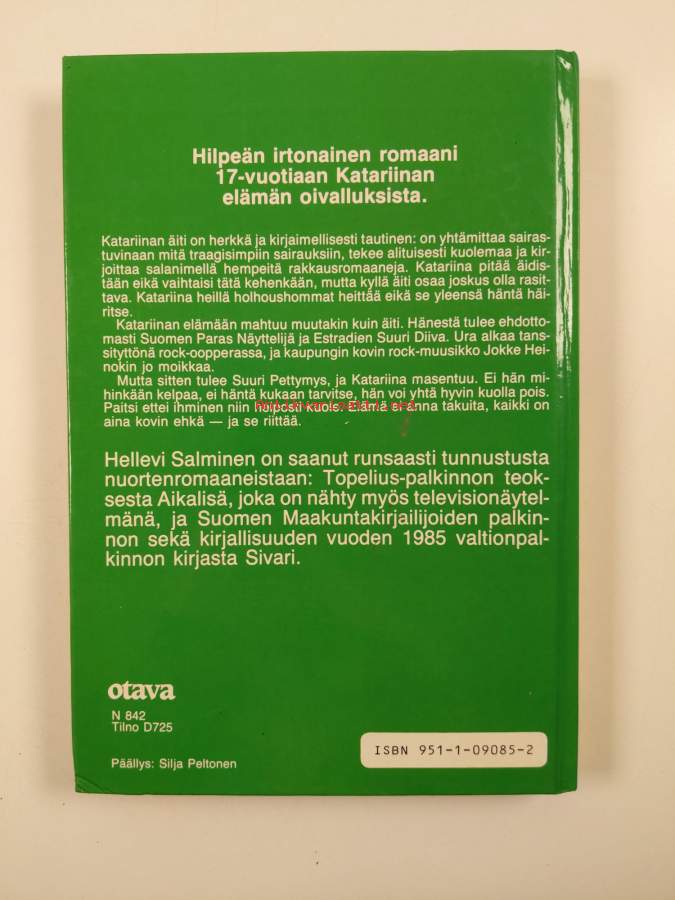 Hilpeän irtonainen romaani
17-vuotiaan Katariinan
elämän oivalluksista.
Katariinan äiti on herkkä ja kirjaimellisesti tautinen: on yhtämittaa sairas-
tuvinaan mitä traagisimpiin sairauksiin, tekee alituisesti kuolemaa ja kir-
joittaa salanimellä hempeitä rakkausromaaneja. Katariina pitää äidis-
tään eikä vaihtaisi tätä kehenkään, mutta kyllä äiti osaa joskus olla rasit-
tava. Katariina heillä holhoushommat heittää eikä se yleensä häntä häi-
ritse.
Katariinan elämään mahtuu muutakin kuin äiti. Hänestä tulee ehdotto-
masti Suomen Paras Näyttelijä ja Estradien Suuri Diiva. Ura alkaa tans-
sityttönä rock-oopperassa, ja kaupungin kovin rock-muusikko Jokke Hei-
nokin jo moikkaa.
Mutta sitten tulee Suuri Pettymys, ja Katariina masentuu. Ei hän mi-
hinkään kelpaa, ei häntä kukaan tarvitse, hän voi yhtä hyvin kuolla pois.
Paitsi ettei ihminen niin helposti kuole. Elämä ei anna takuita, kaikki on
aina kovin ehkä — ja se riittää.
Hellevi Salminen on saanut runsaasti tunnustusta
nuortenromaaneistaan: Topelius-palkinnon teok-
sesta Aikalisä, joka on nähty myös televisionäytel-
mänä, ja Suomen Maakuntakirjailijoiden palkin-
non sekä kirjallisuuden vuoden 1985 valtionpal-
kinnon kirjasta Sivari.
otava
N 842
Tilno D725
Päällys: Silja Peltonen
ISBN 951-1-09085-2